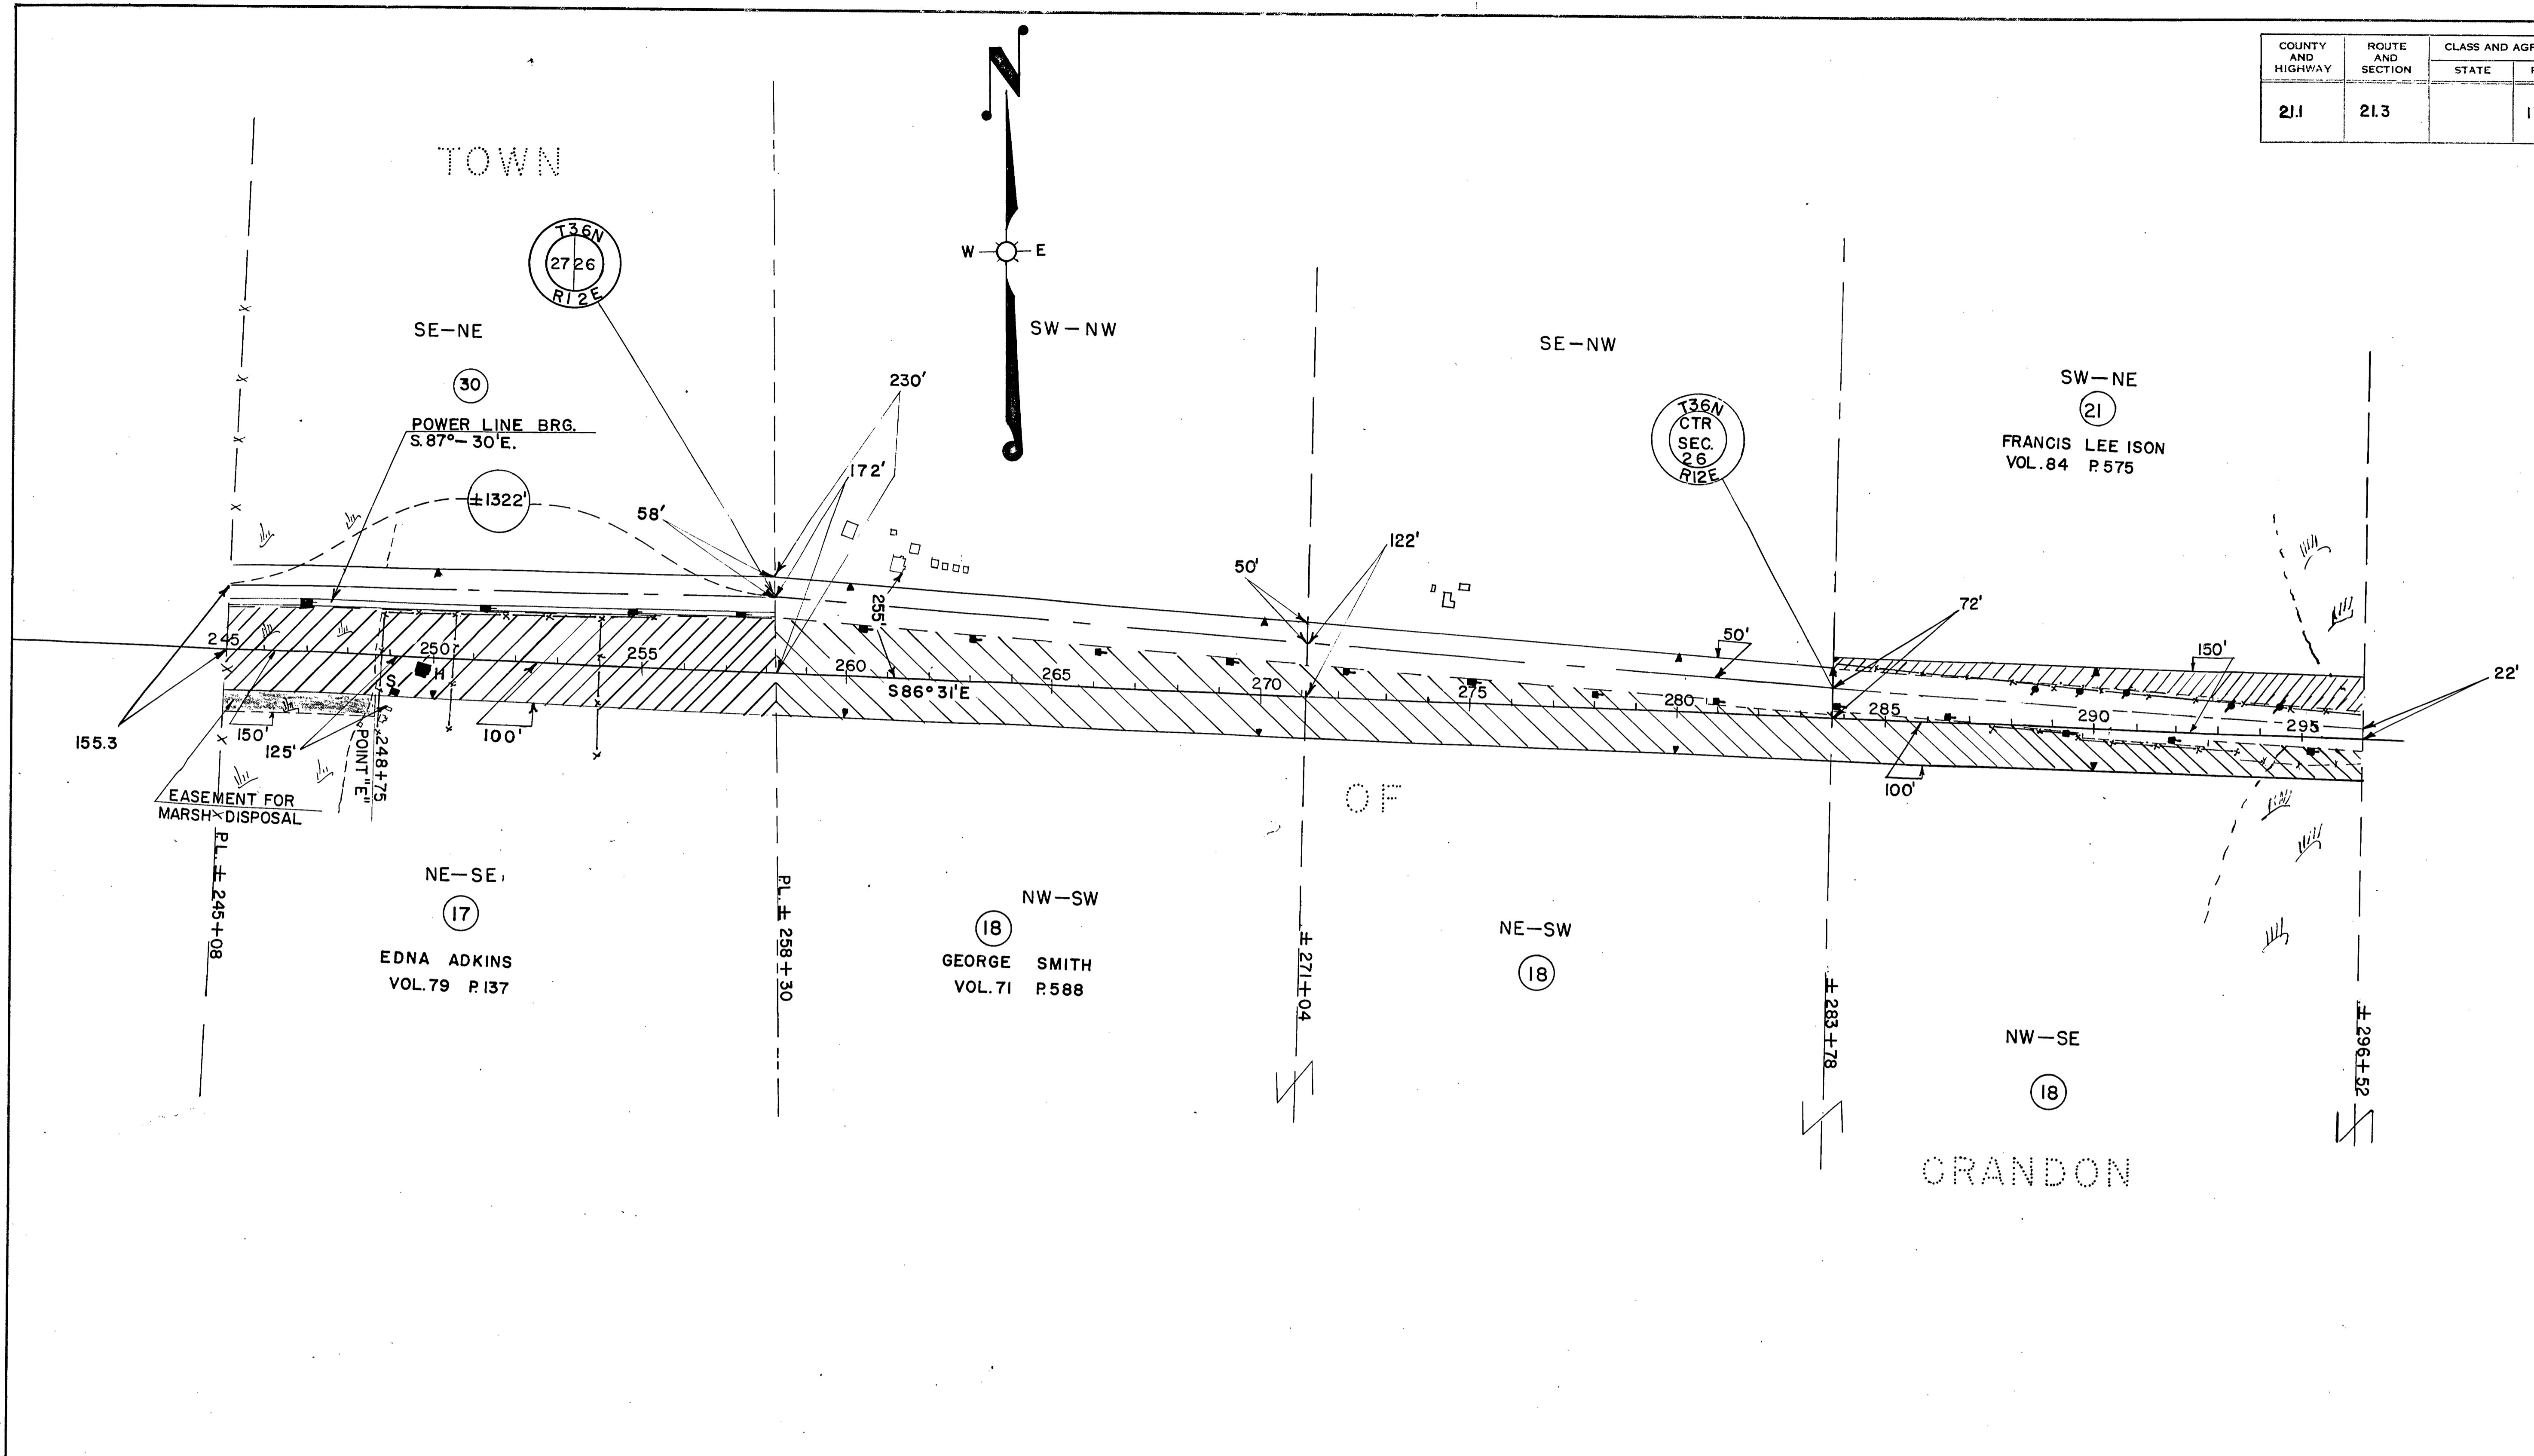 COUNTY AND HIGHWAY
ROUTE AND SECTION
CLASS AND AGR
STATE
21.1
21.3
1
TOWN
N
W
E
T36N
27 26
R12E
SE-NE
30
POWER LINE BRG.
S.87°-30'E.
±1322'
SW-NW
230'
172'
58'
SE-NW
T36N
CTR
SEC.
26
R12E
SW-NE
21
FRANCIS LEE ISON
VOL.84 P.575
122'
50'
255'
72'
50'
150'
22'
245
250
255
260
265
270
275
280
285
290
295
S86°31'E
H
S
155.3
150'
125'
100'
100'
POINT "E"
248+75
EASEMENT FOR
MARSH DISPOSAL
OF
PL. ± 245+08
NE-SE
17
EDNA ADKINS
VOL.79 P.137
PL. ± 258+30
NW-SW
18
GEORGE SMITH
VOL.71 P.588
± 271+04
NE-SW
18
± 283+78
NW-SE
18
± 296+52
CRANDON